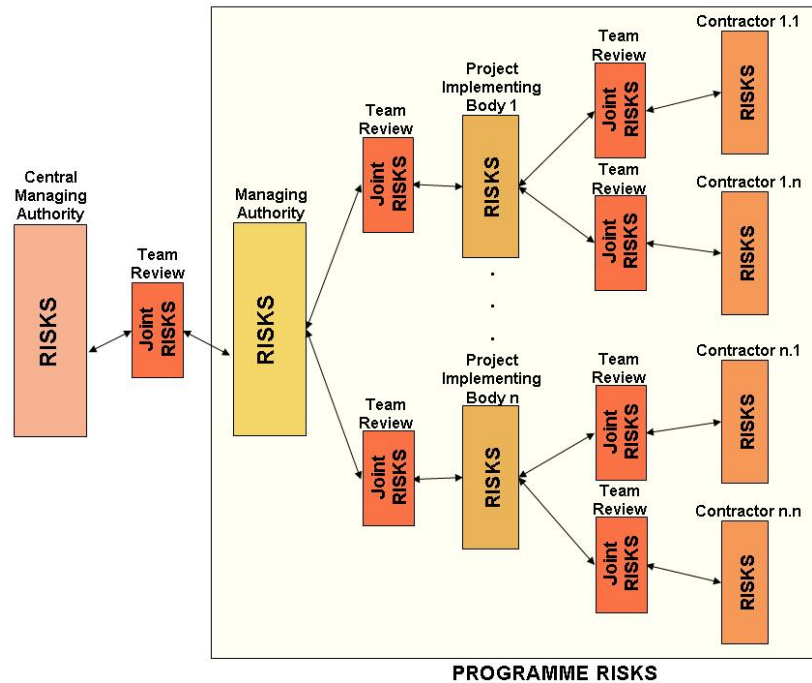 Central
Managing
Authority
RISKS
Team
Review
Joint
RISKS
Managing
Authority
RISKS
Team
Review
Joint
RISKS
Project
Implementing
Body 1
RISKS
Team
Review
Joint
RISKS
Contractor 1.1
RISKS
Team
Review
Joint
RISKS
Contractor 1.n
RISKS
.
.
.
.
Team
Review
Joint
RISKS
Project
Implementing
Body n
RISKS
Team
Review
Joint
RISKS
Contractor n.1
RISKS
Team
Review
Joint
RISKS
Contractor n.n
RISKS
PROGRAMME RISKS